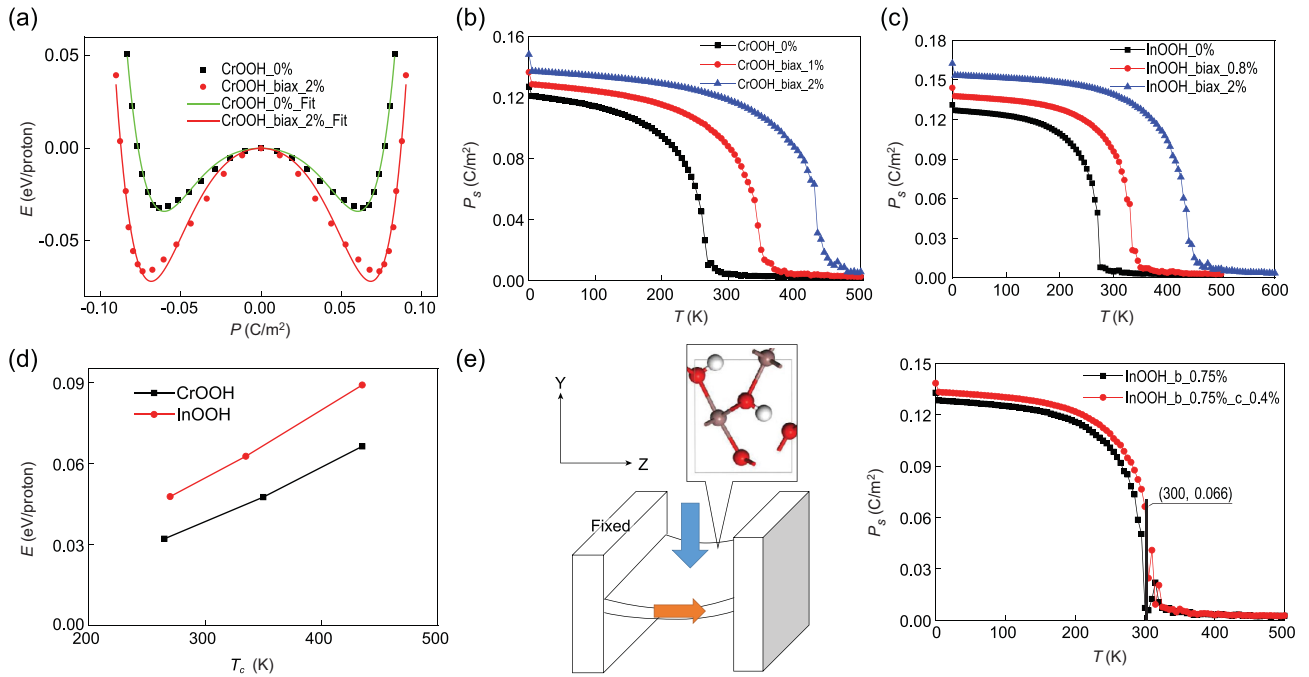 (a)
0.05
0.00
-0.05
E (eV/proton)
-0.10
-0.05
0.00
0.05
0.10
P (C/m²)
CrOOH_0%
CrOOH_biax_2%
CrOOH_0%_Fit
CrOOH_biax_2%_Fit
(b)
0.16
0.12
0.08
0.04
0.00
Ps (C/m²)
0
100
200
300
400
500
T (K)
CrOOH_0%
CrOOH_biax_1%
CrOOH_biax_2%
(c)
0.18
0.15
0.12
0.09
0.06
0.03
0.00
Ps (C/m²)
0
100
200
300
400
500
600
T (K)
InOOH_0%
InOOH_biax_0.8%
InOOH_biax_2%
(d)
0.09
0.06
0.03
0.00
E (eV/proton)
200
300
400
500
Tc (K)
CrOOH
InOOH
(e)
Y
Z
Fixed
0.15
0.12
0.09
0.06
0.03
0.00
Ps (C/m²)
0
100
200
300
400
500
T (K)
InOOH_b_0.75%
InOOH_b_0.75%_c_0.4%
(300, 0.066)